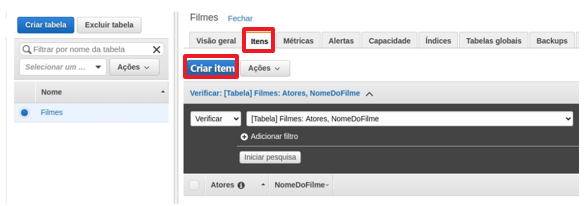 Criar tabela Excluir tabela
Filtrar por nome da tabela
Selecionar um ... Ações
Nome
Filmes
Filmes Fechar
Visão geral Itens Métricas Alertas Capacidade Índices Tabelas globais Backups
Criar item Ações
Verificar: [Tabela] Filmes: Atores, NomeDoFilme
Verificar [Tabela] Filmes: Atores, NomeDoFilme
Adicionar filtro
Iniciar pesquisa
Atores NomeDoFilme